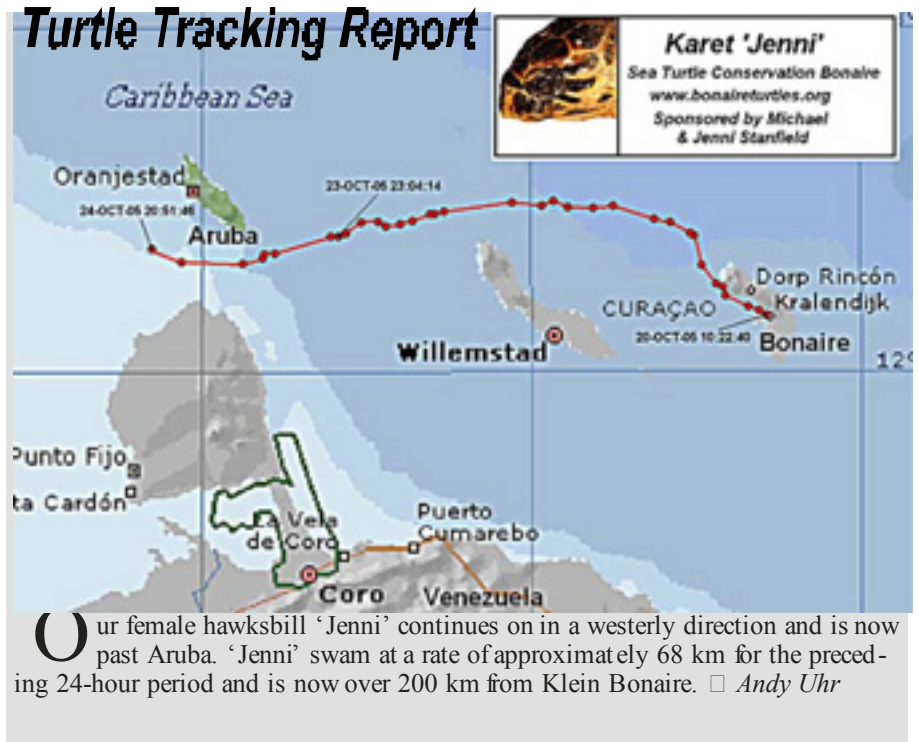 Turtle Tracking Report
Karet 'Jenni'
Sea Turtle Conservation Bonaire
www.bonaireturtles.org
Sponsored by Michael
& Jenni Stanfield
Caribbean Sea
Oranjestad
24-OCT-05 20:51:46
23-OCT-05 23:04:14
Aruba
Dorp Rincón
CURAÇAO
Kralendijk
20-OCT-05 10:22:40
Bonaire
Willemstad
12°
Punto Fijo
ta Cardón
La Vela
de Coro
Puerto
Cumarebo
Coro
Venezuela
Our female hawksbill ‘Jenni’ continues on in a westerly direction and is now
past Aruba. ‘Jenni’ swam at a rate of approximately 68 km for the preced-
ing 24-hour period and is now over 200 km from Klein Bonaire. □ Andy Uhr